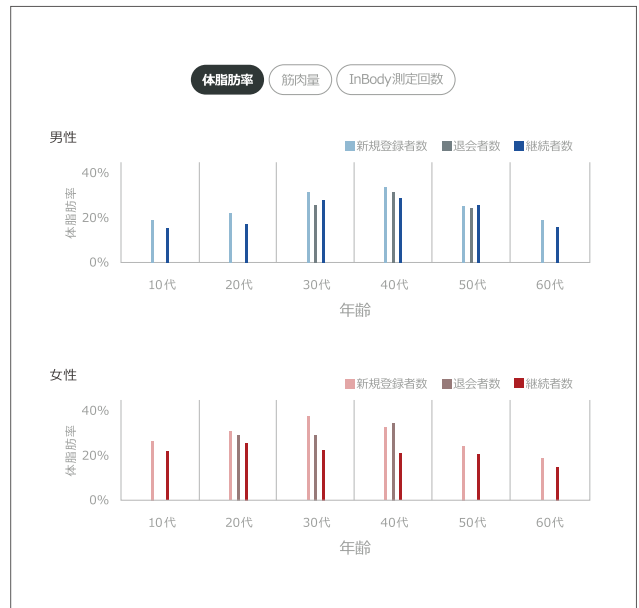 体脂肪率 筋肉量 InBody測定回数
男性
新規登録者数 退会者数 継続者数
40%
体脂肪率
20%
0%
10代 20代 30代 40代 50代 60代
年齢
女性
新規登録者数 退会者数 継続者数
40%
体脂肪率
20%
0%
10代 20代 30代 40代 50代 60代
年齢